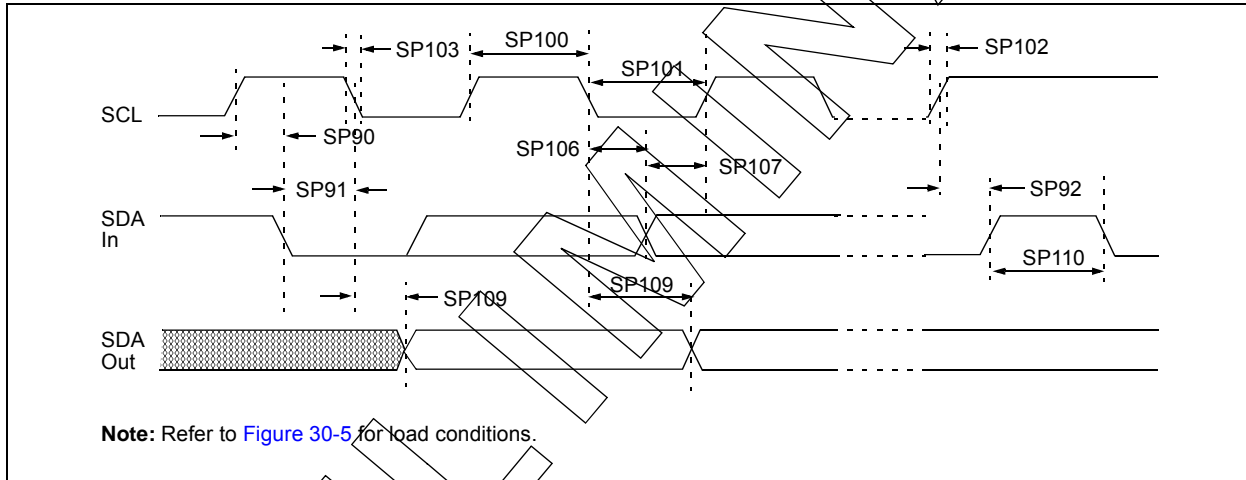 SP103
SP100
SP102
SP101
SCL
SP90
SP106
SP107
SP91
SP92
SDA
In
SP110
SP109
SP109
SDA
Out
Note: Refer to Figure 30-5 for load conditions.